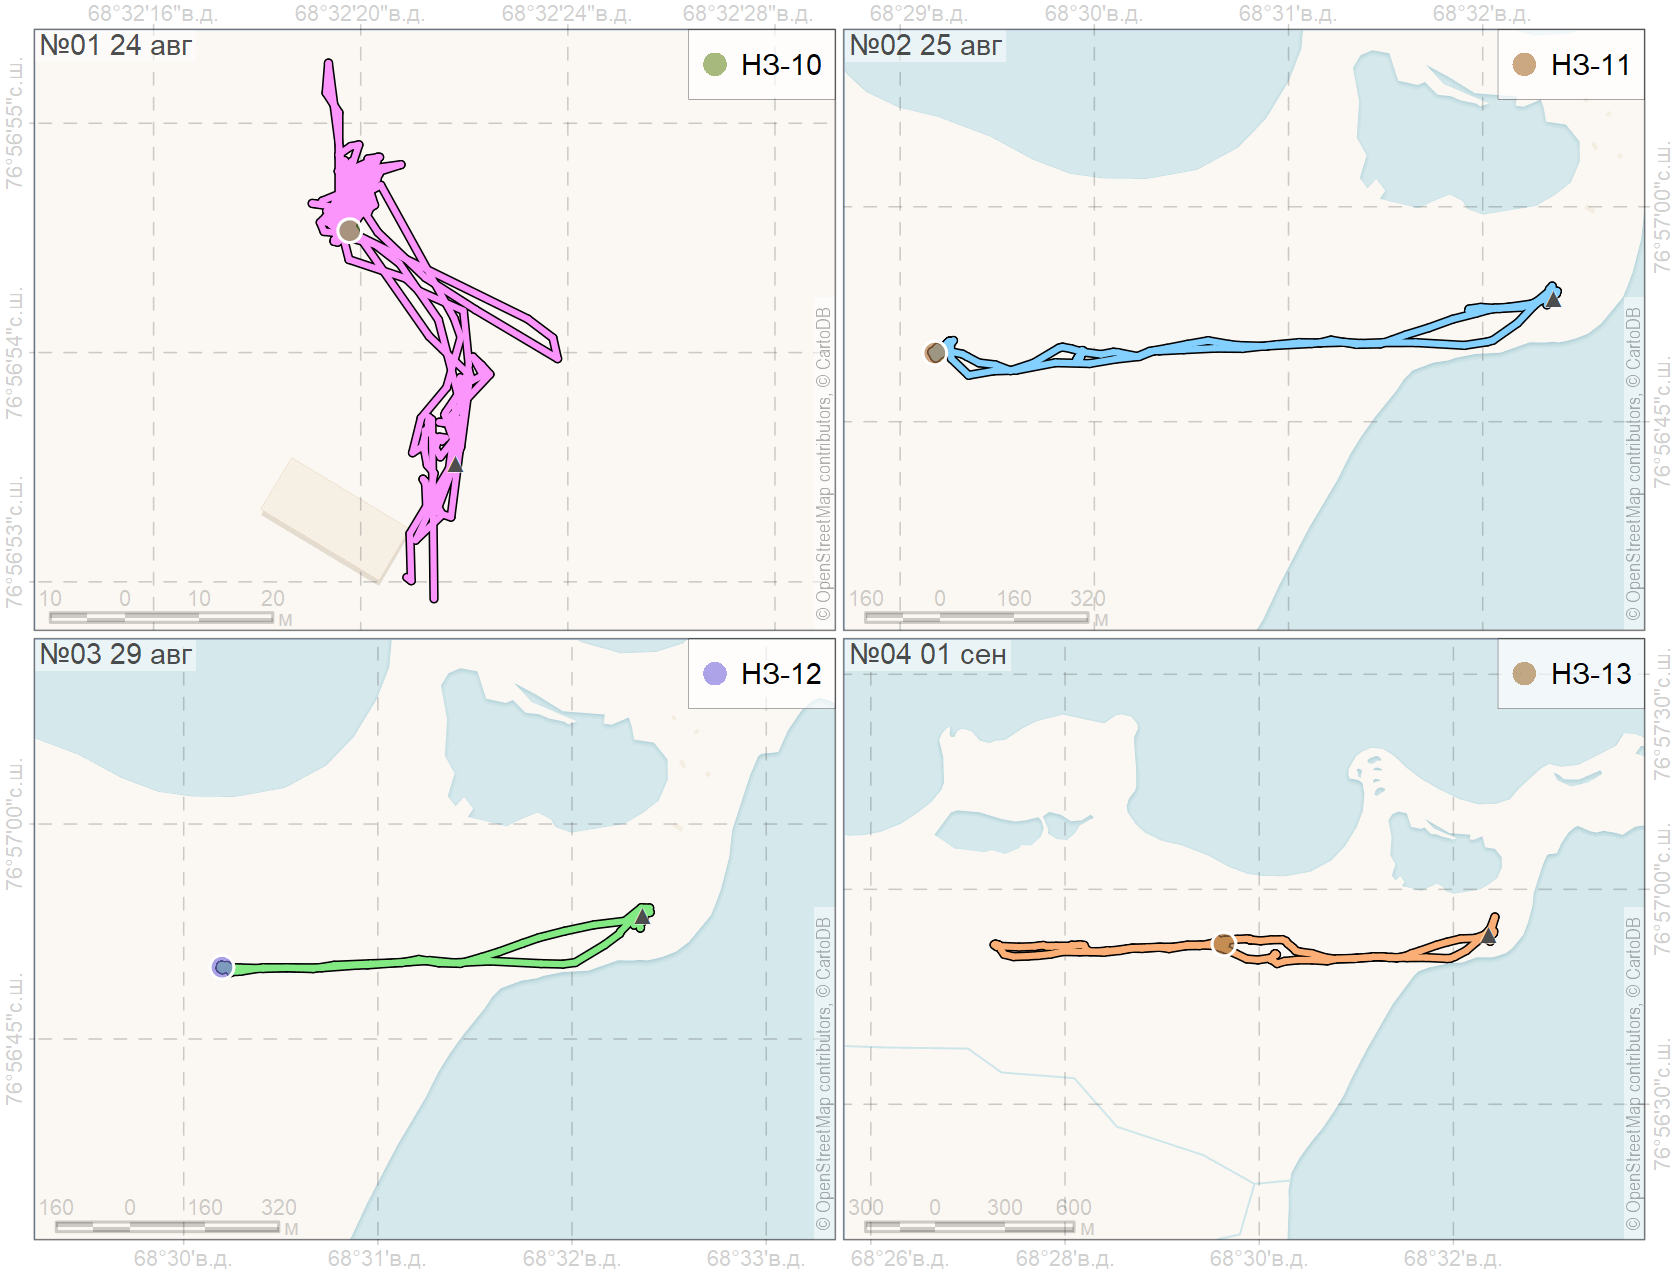 68°32'16"в.д.
68°32'20"в.д.
68°32'24"в.д.
68°32'28"в.д.
68°29'в.д.
68°30'в.д.
68°31'в.д.
68°32'в.д.
№01 24 авг
НЗ-10
76°56'55"с.ш.
76°56'54"с.ш.
76°56'53"с.ш.
10 0 10 20
м
© OpenStreetMap contributors, © CartoDB
№02 25 авг
НЗ-11
76°57'00"с.ш.
76°56'45"с.ш.
160 0 160 320
м
© OpenStreetMap contributors, © CartoDB
№03 29 авг
НЗ-12
76°57'00"с.ш.
76°56'45"с.ш.
160 0 160 320
м
© OpenStreetMap contributors, © CartoDB
№04 01 сен
НЗ-13
76°57'30"с.ш.
76°57'00"с.ш.
76°56'30"с.ш.
300 0 300 600
м
© OpenStreetMap contributors, © CartoDB
68°30'в.д.
68°31'в.д.
68°32'в.д.
68°33'в.д.
68°26'в.д.
68°28'в.д.
68°30'в.д.
68°32'в.д.